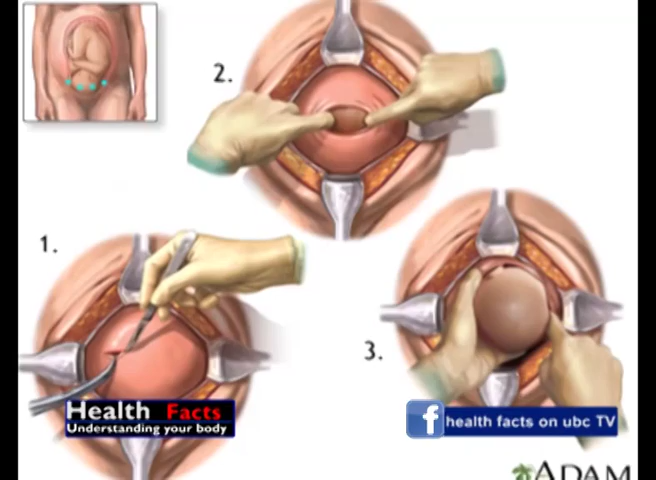 2.
1.
3.
Health Facts
Understanding your body
f health facts on ubc TV
ADAM